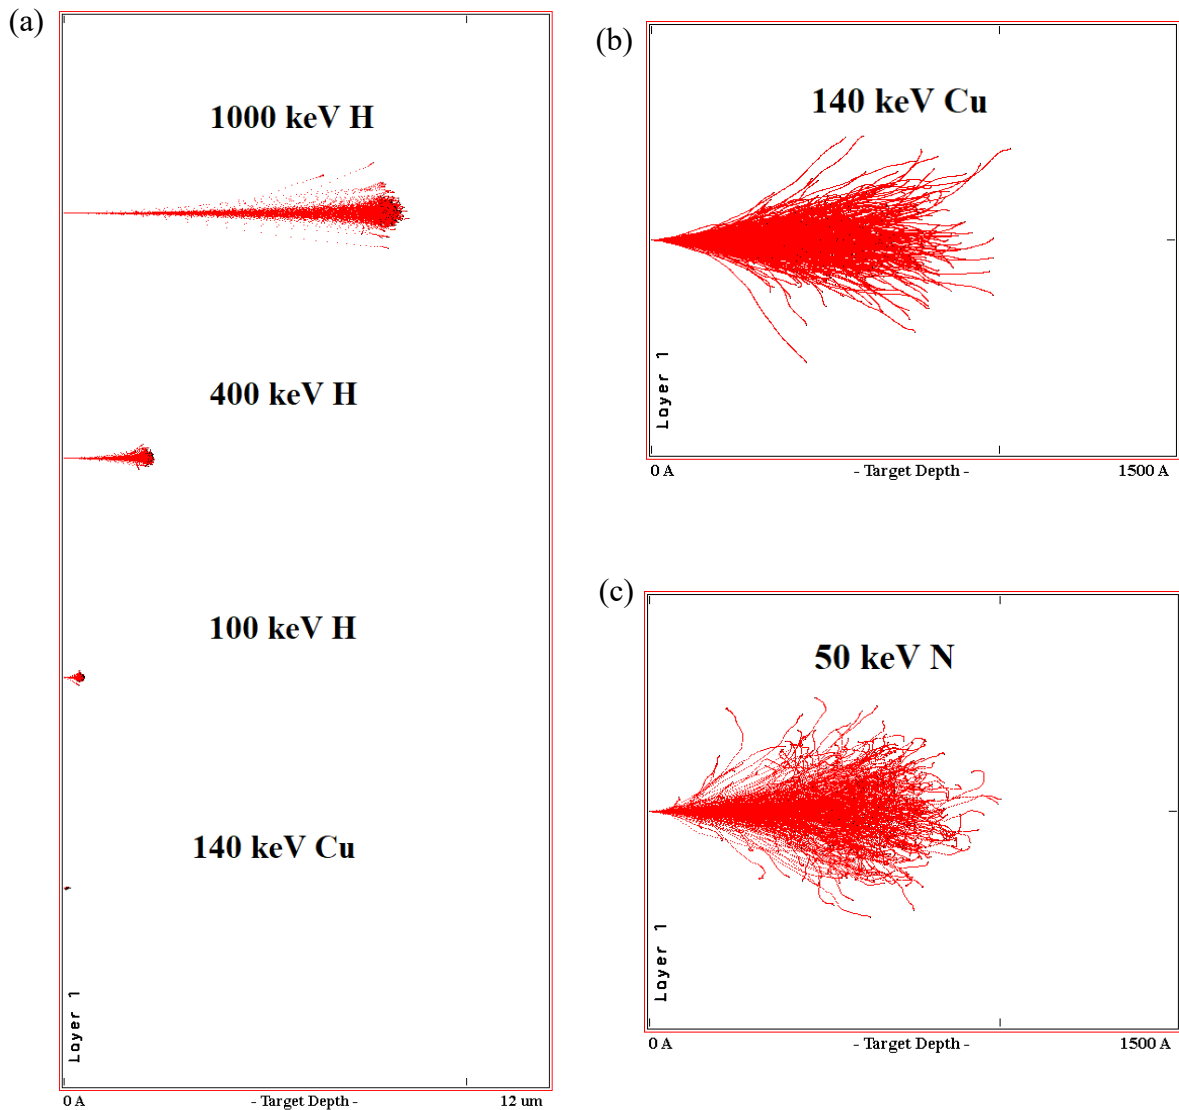 (a)
1000 keV H
400 keV H
100 keV H
140 keV Cu
Layer 1
0 A - Target Depth - 12 um
(b)
140 keV Cu
Layer 1
0 A - Target Depth - 1500 A
(c)
50 keV N
Layer 1
0 A - Target Depth - 1500 A